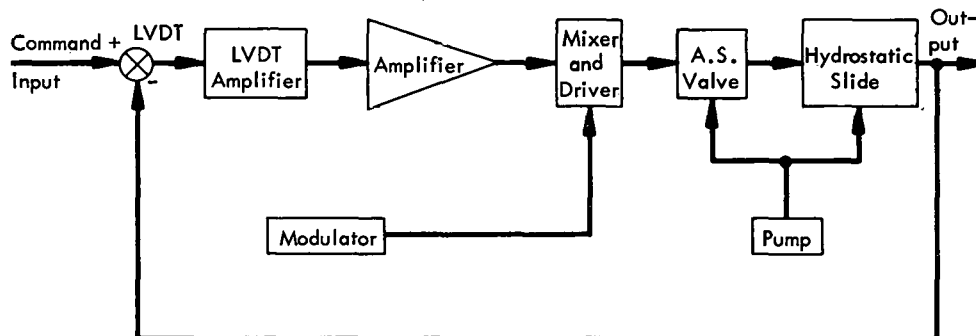 Command +
Input
LVDT
-
LVDT
Amplifier
Amplifier
Mixer
and
Driver
A.S.
Valve
Hydrostatic
Slide
Out-
put
Modulator
Pump